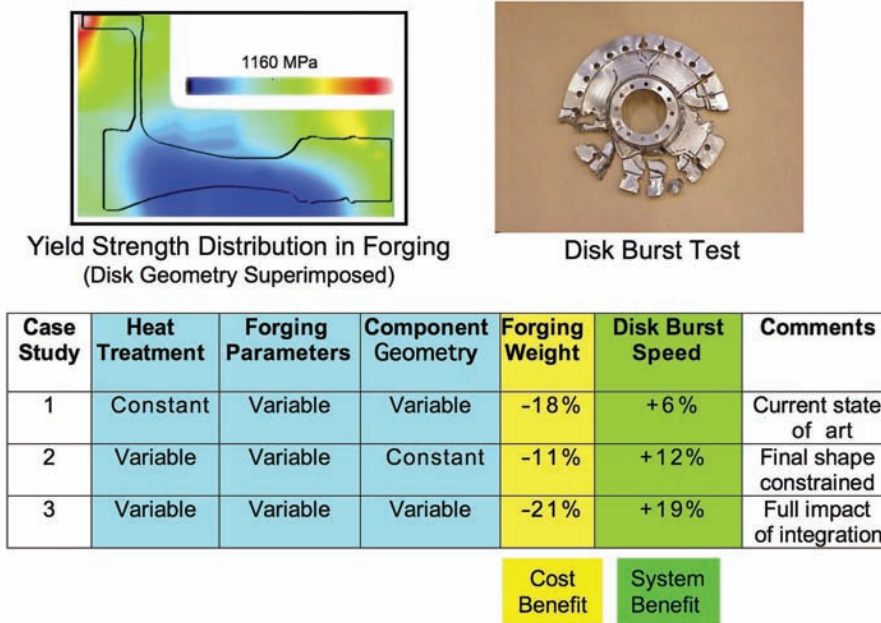 1160 MPa
Yield Strength Distribution in Forging
(Disk Geometry Superimposed)
Disk Burst Test
Case Study Heat Treatment Forging Parameters Component Geometry Forging Weight Disk Burst Speed Comments
1 Constant Variable Variable -18% +6% Current state of art
2 Variable Variable Constant -11% +12% Final shape constrained
3 Variable Variable Variable -21% +19% Full impact of integration
Cost Benefit
System Benefit